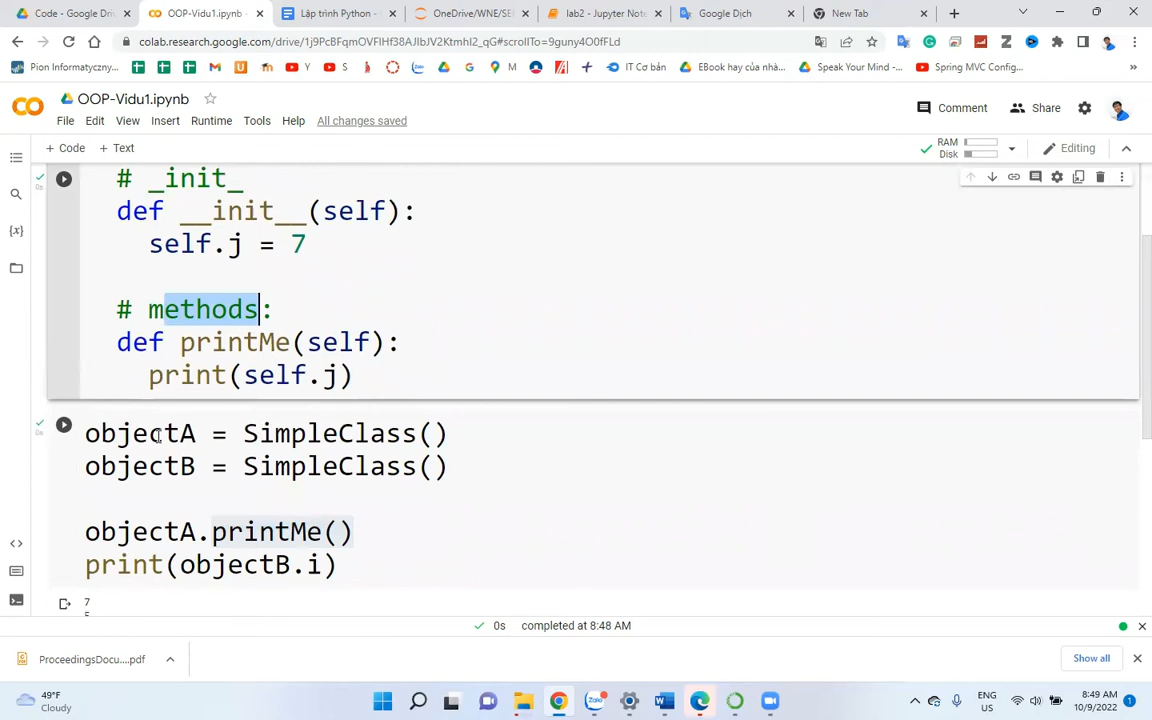 Code - Google Dri
OOP-Vidu1.ipynb
Lập trình Python -
OneDrive/WNE/SE
lab2 - Jupyter Note
Google Dịch
New Tab
colab.research.google.com/drive/1j9PcBFqmOVFIHf38AJIbJV2KtmhI2_qG#scrollTo=9guny4O0fFLd
Pion Informatyczny...
Y
S
M
IT Cơ bản
EBook hay của nhà...
Speak Your Mind -...
Spring MVC Config...
OOP-Vidu1.ipynb
Comment
Share
File Edit View Insert Runtime Tools Help All changes saved
+ Code + Text
RAM
Disk
Editing
# _init_
def __init__(self):
self.j = 7
# methods:
def printMe(self):
print(self.j)
0s
objectA = SimpleClass()
objectB = SimpleClass()
objectA.printMe()
print(objectB.i)
0s
7
0s completed at 8:48 AM
ProceedingsDocu....pdf
Show all
49°F
Cloudy
ENG
US
8:49 AM
10/9/2022